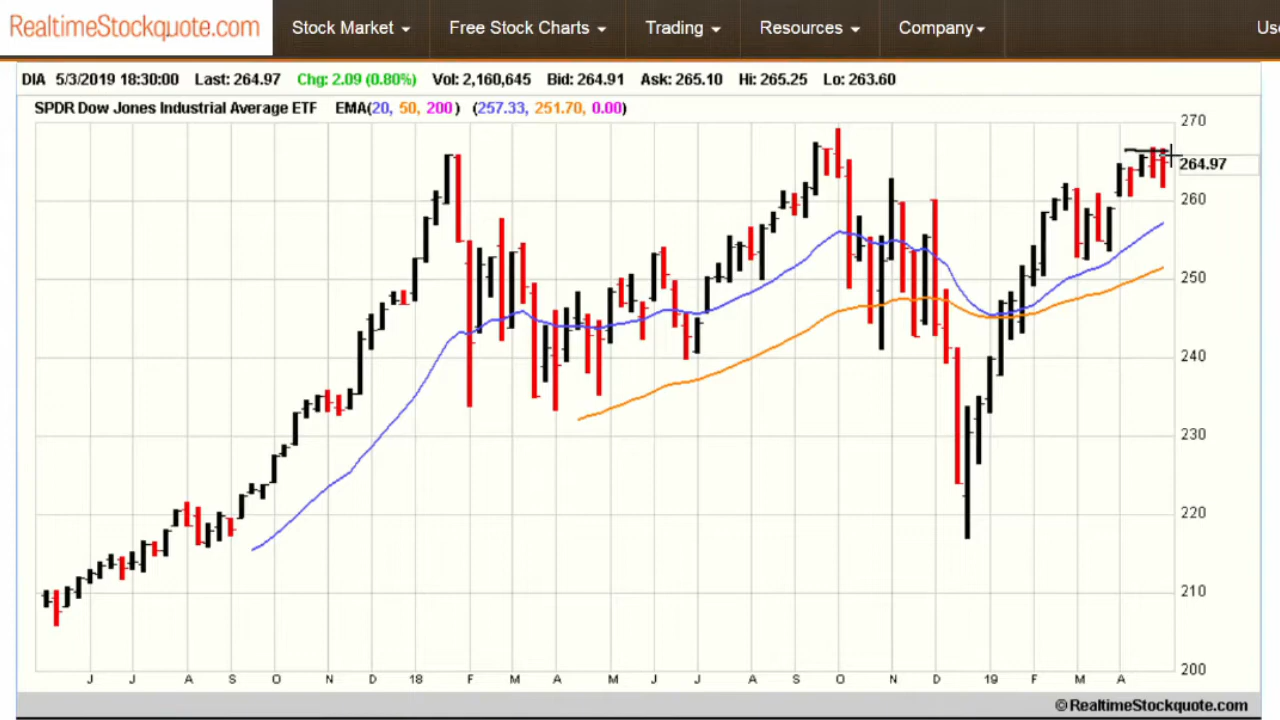 RealtimeStockquote.com Stock Market Free Stock Charts Trading Resources Company Use
DIA 5/3/2019 18:30:00 Last: 264.97 Chg: 2.09 (0.80%) Vol: 2,160,645 Bid: 264.91 Ask: 265.10 Hi: 265.25 Lo: 263.60
SPDR Dow Jones Industrial Average ETF EMA(20, 50, 200) (257.33, 251.70, 0.00)
270
264.97
260
250
240
230
220
210
200
J J A S O N D 18 F M A M J J A S O N D 19 F M A
©RealtimeStockquote.com